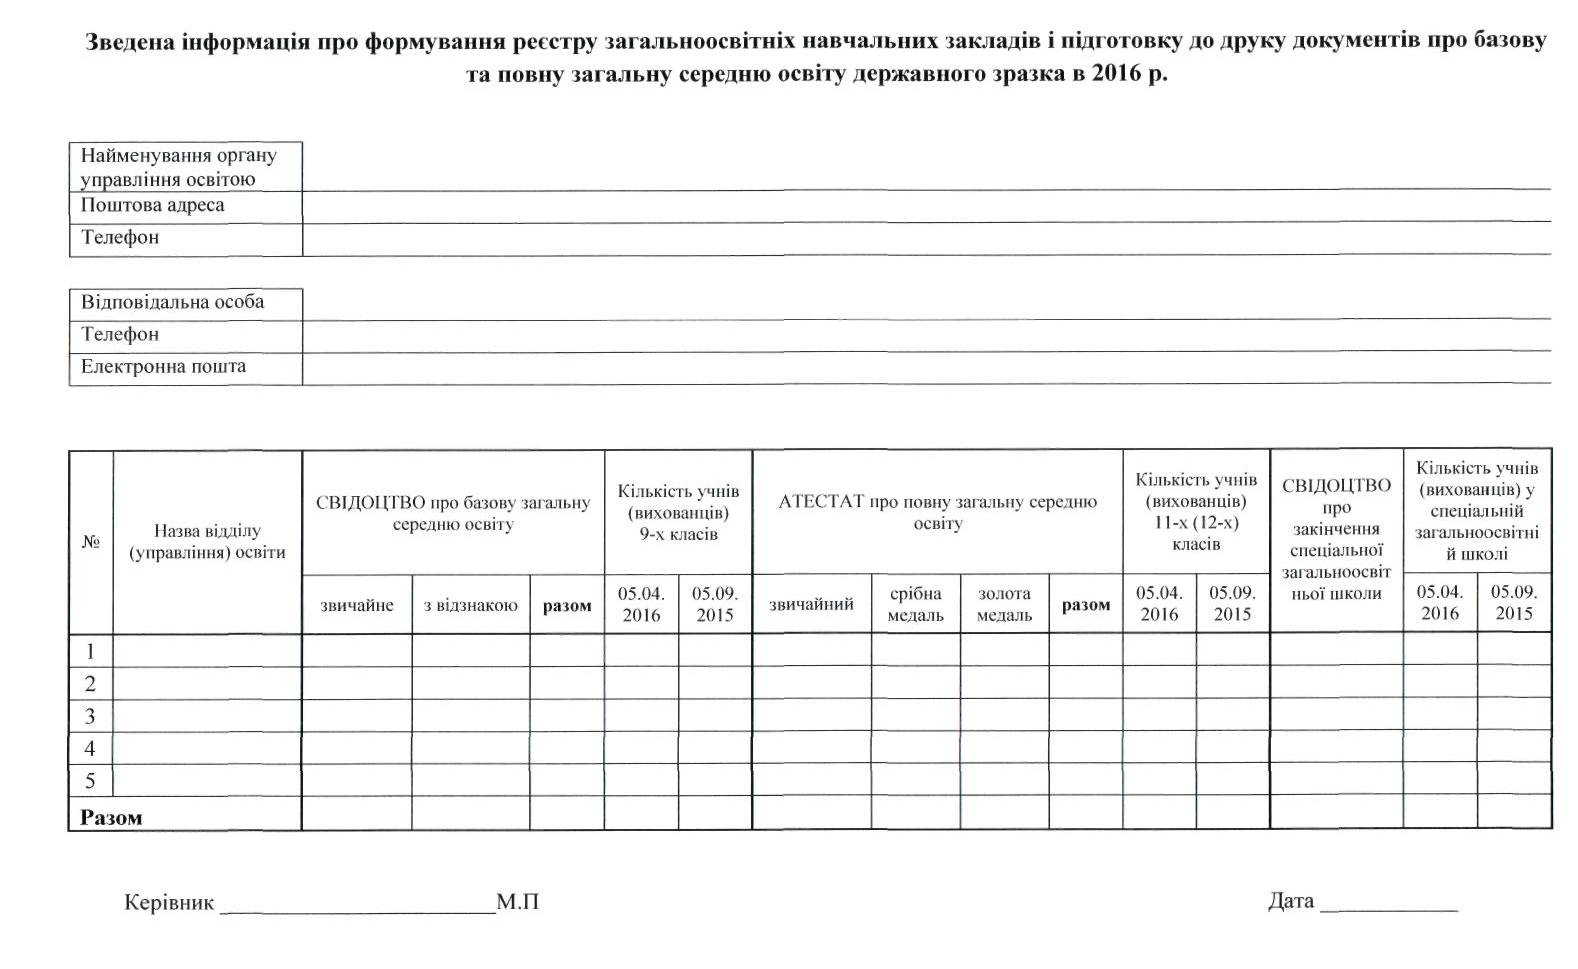 Зведена інформація про формування реєстру загальноосвітніх навчальних закладів і підготовку до друку документів про базову
та повну загальну середню освіту державного зразка в 2016 р.
Найменування органу
управління освітою
Поштова адреса
Телефон
Відповідальна особа
Телефон
Електронна пошта
№
Назва відділу
(управління) освіти
СВІДОЦТВО про базову загальну
середню освіту
Кількість учнів
(вихованців)
9-х класів
АТЕСТАТ про повну загальну середню
освіту
Кількість учнів
(вихованців)
11-х (12-х)
класів
СВІДОЦТВО
про
закінчення
спеціальної
загальноосвіт
ньої школи
Кількість учнів
(вихованців) у
спеціальній
загальноосвітні
й школі
звичайне
з відзнакою
разом
05.04.
2016
05.09.
2015
звичайний
срібна
медаль
золота
медаль
разом
05.04.
2016
05.09.
2015
05.04.
2016
05.09.
2015
1
2
3
4
5
Разом
Керівник ________________________М.П
Дата ____________